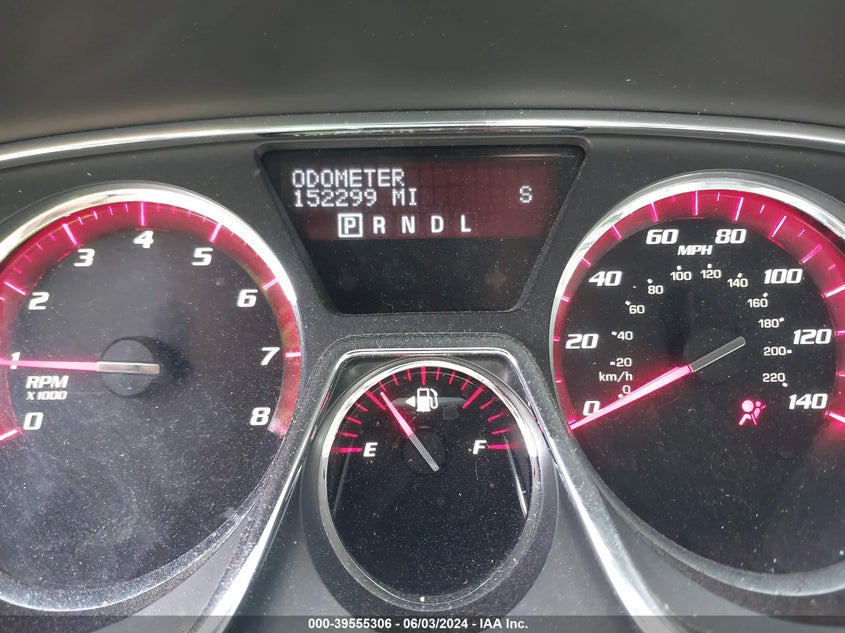 ODOMETER
152299 MI S
P R N D L
0 1 2 3 4 5 6 7 8
RPM
X 1000
E F
0 20 40 60 80 100 120 140
MPH
0 20 40 60 80 100 120 140 160 180 200 220
km/h
000-39555306 - 06/03/2024 - IAA Inc.